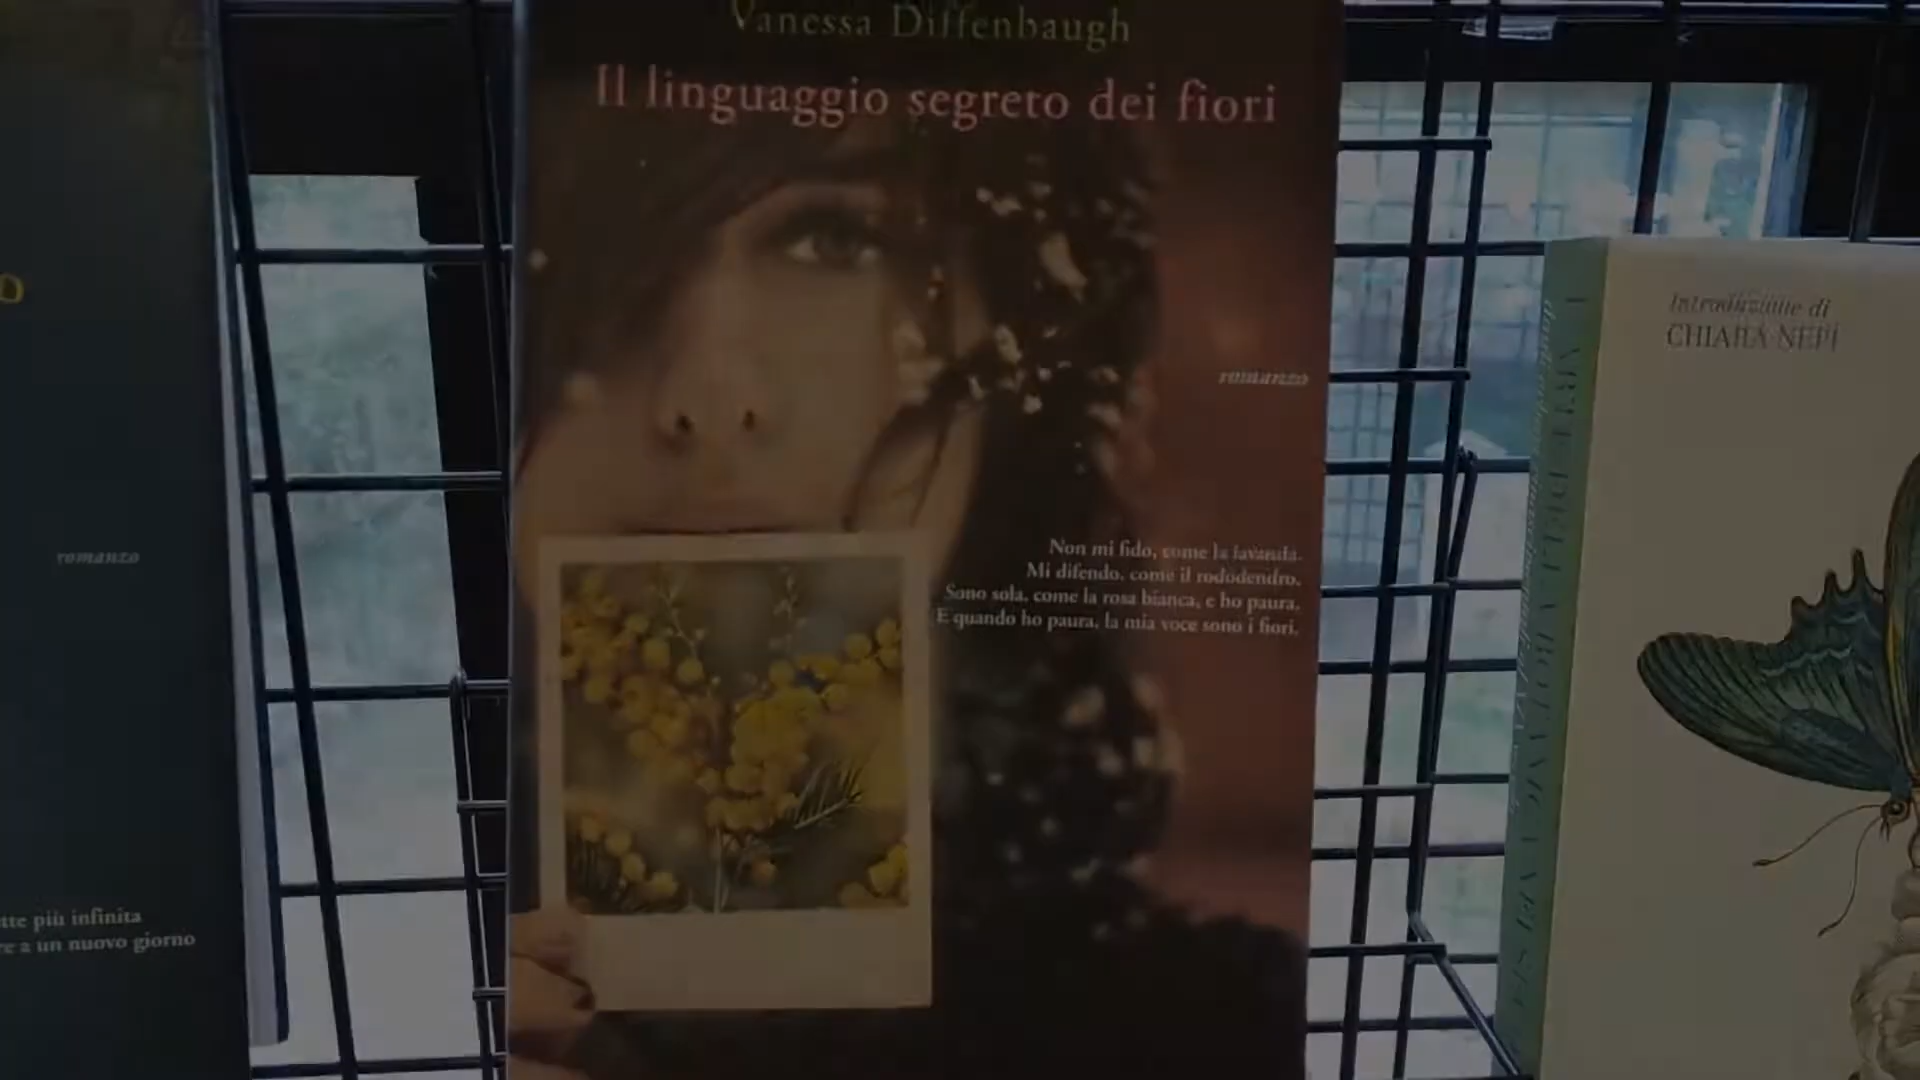 Vanessa Diffenbaugh
Il linguaggio segreto dei fiori
romanzo
Non mi fido, come la lavanda.
Mi difendo, come il rododendro.
Sono sola, come la rosa bianca, e ho paura.
E quando ho paura, la mia voce sono i fiori.
romanzo
più infinita
a un nuovo giorno
Introduzione di
CHIARA NEPI